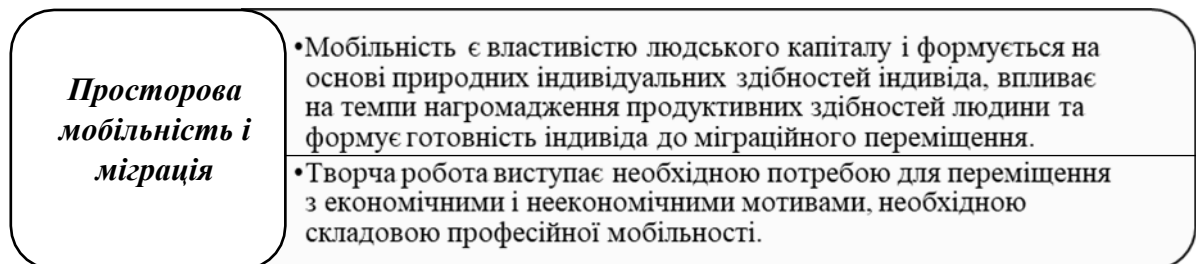 Просторова
мобільність і
міграція
•Мобільність є властивістю людського капіталу і формується на
основі природних індивідуальних здібностей індивіда, впливає
на темпи нагромадження продуктивних здібностей людини та
формує готовність індивіда до міграційного переміщення.
•Творча робота виступає необхідною потребою для переміщення
з економічними і неекономічними мотивами, необхідною
складовою професійної мобільності.